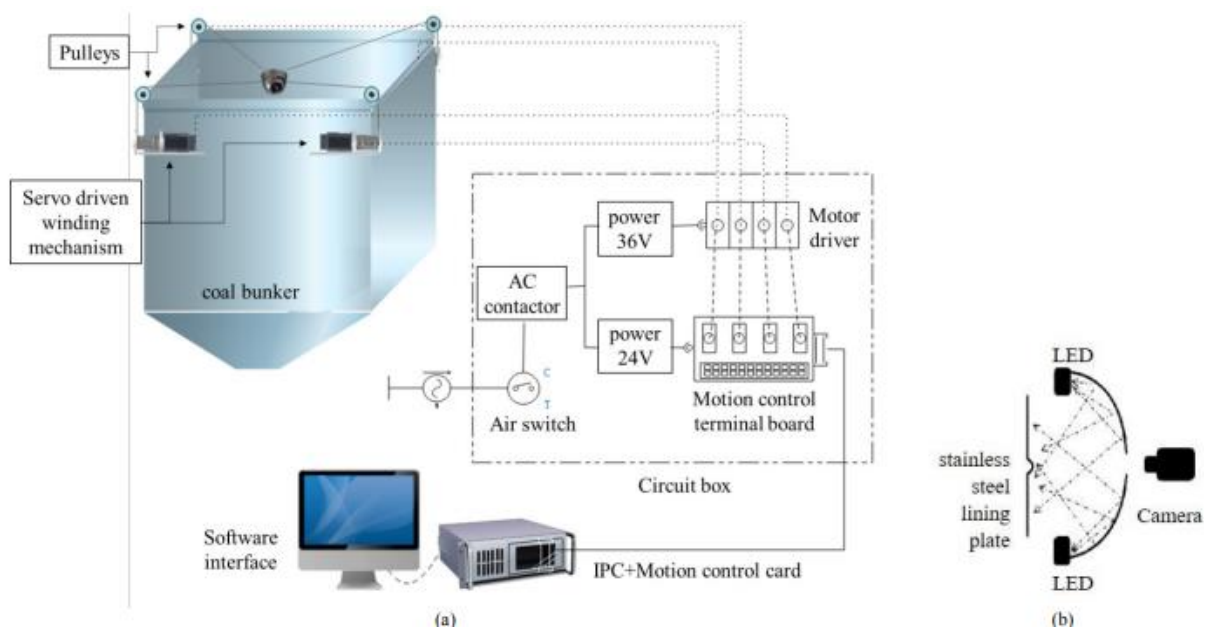 Pulleys
Servo driven
winding
mechanism
coal bunker
power
36V
Motor
driver
AC
contactor
power
24V
C
T
Air switch
Motion control
terminal board
Circuit box
Software
interface
IPC+Motion control card
(a)
LED
stainless
steel
lining
plate
Camera
LED
(b)